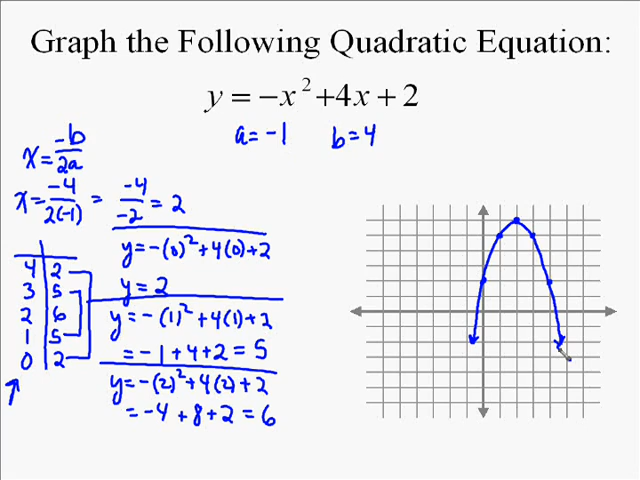 Graph the Following Quadratic Equation:
y = −x² + 4x + 2
a = -1 b = 4
x = -b/2a
x = -4/2(-1) = -4/-2 = 2
y = -(0)² + 4(0) + 2
y = 2
4 2
3 5
2 6
1 5
0 2
y = -(1)² + 4(1) + 2
= -1 + 4 + 2 = 5
y = -(2)² + 4(2) + 2
= -4 + 8 + 2 = 6